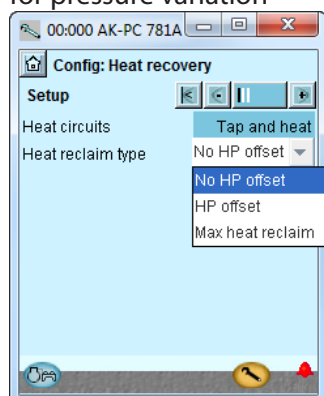 for pressure variation
00:000 AK-PC 781A
Config: Heat recovery
Setup
Heat circuits Tap and heat
Heat reclaim type No HP offset
No HP offset
HP offset
Max heat reclaim